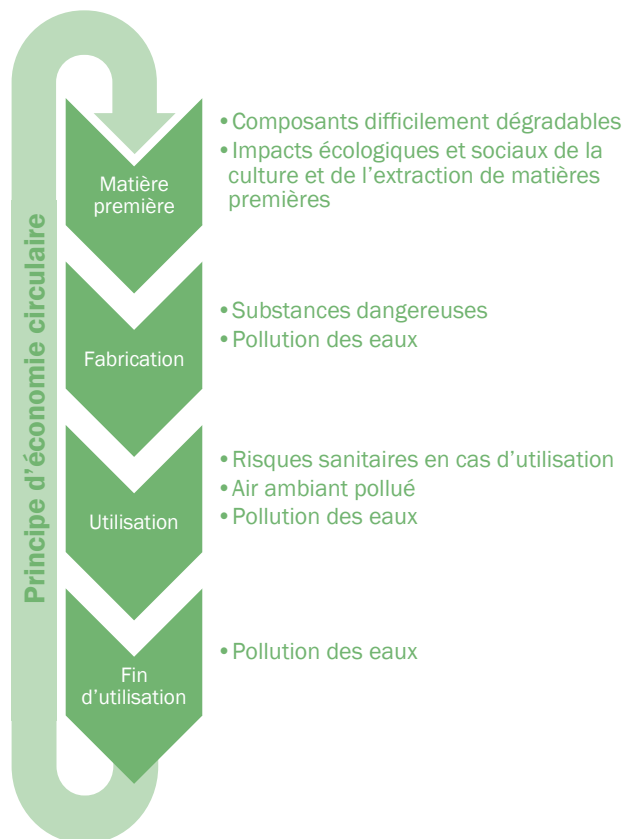 Principe d'économie circulaire
Matière
première
• Composants difficilement dégradables
• Impacts écologiques et sociaux de la
culture et de l'extraction de matières
premières
Fabrication
• Substances dangereuses
• Pollution des eaux
Utilisation
• Risques sanitaires en cas d'utilisation
• Air ambiant pollué
• Pollution des eaux
Fin
d'utilisation
• Pollution des eaux